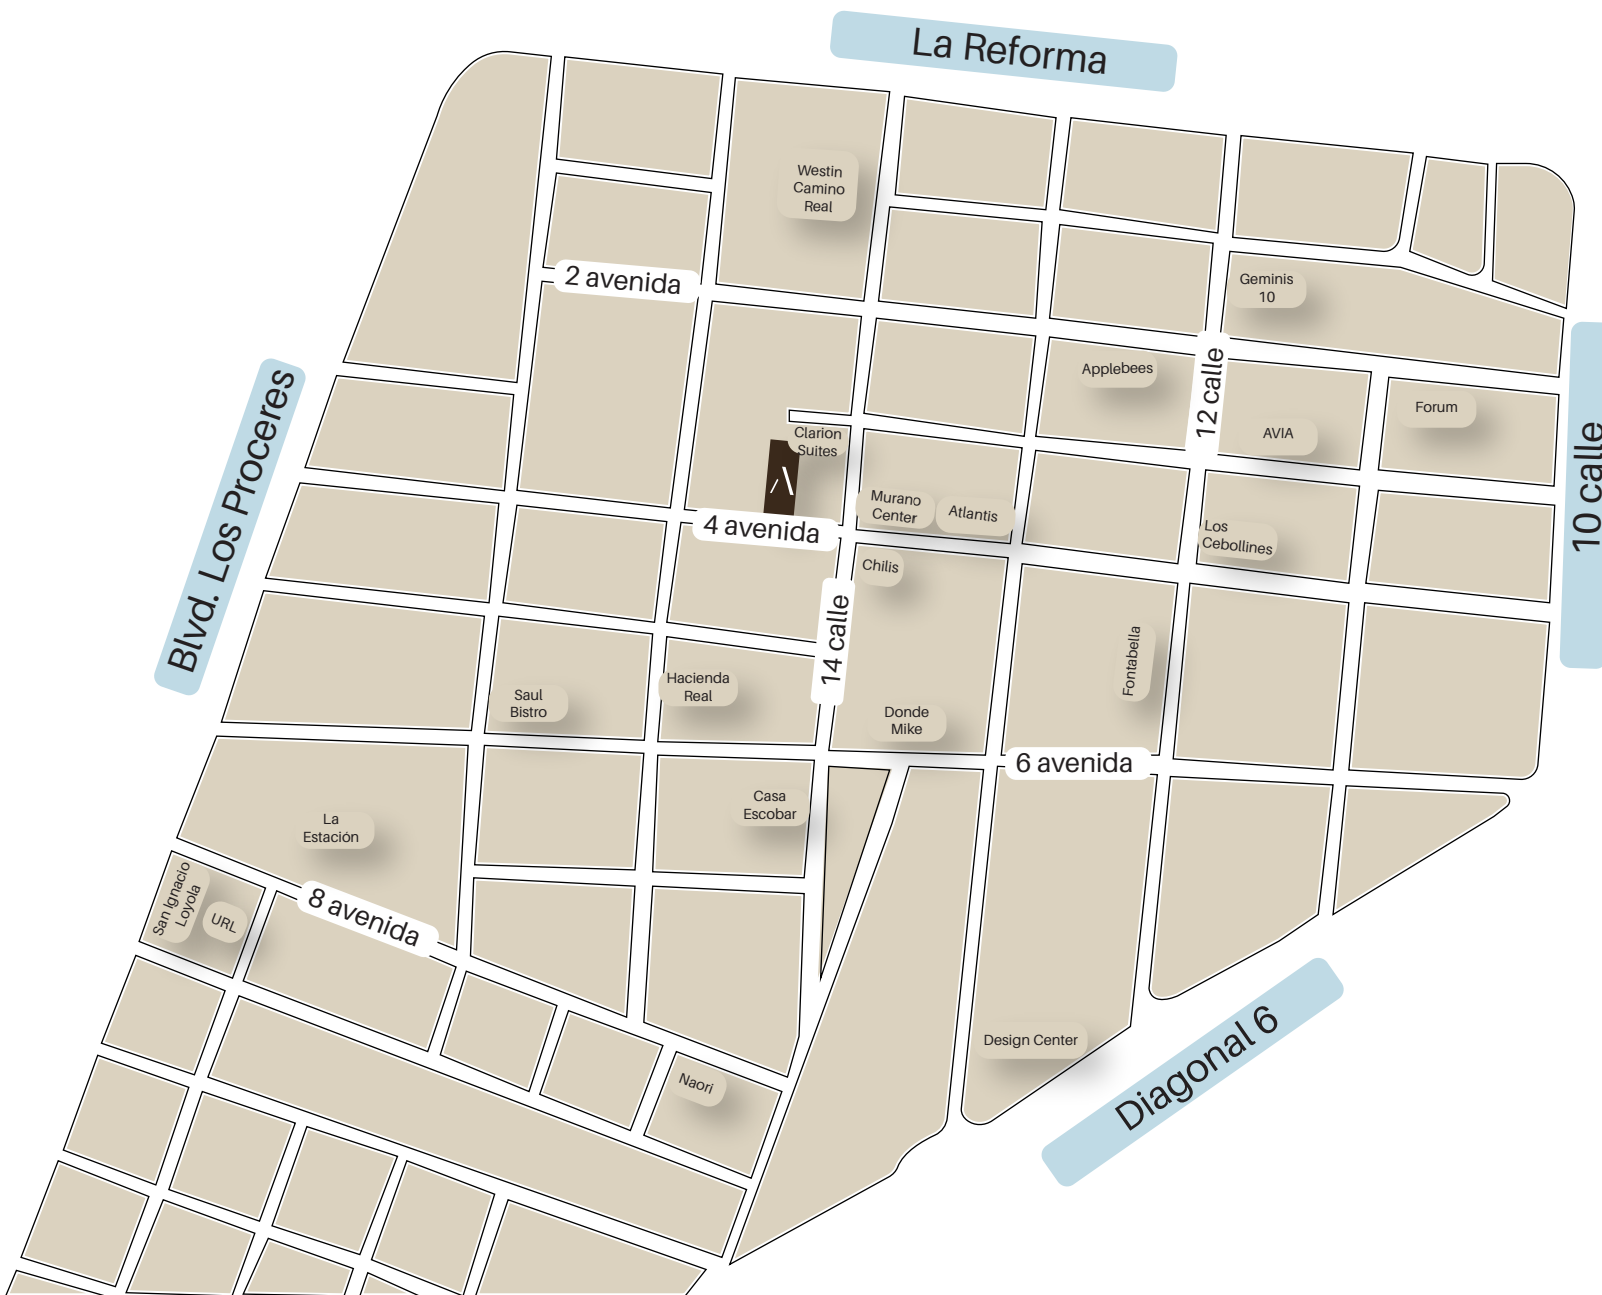 La Reforma
Westin
Camino
Real
2 avenida
Geminis
10
Applebees
12 calle
Forum
AVIA
Blvd. Los Proceres
10 calle
Clarion
Suites
Murano
Center
Atlantis
4 avenida
Los
Cebollines
Chilis
14 calle
Fontabella
Hacienda
Real
Saul
Bistro
Donde
Mike
6 avenida
Casa
Escobar
La
Estación
San Ignacio
Loyola
URL
8 avenida
Design Center
Diagonal 6
Naori